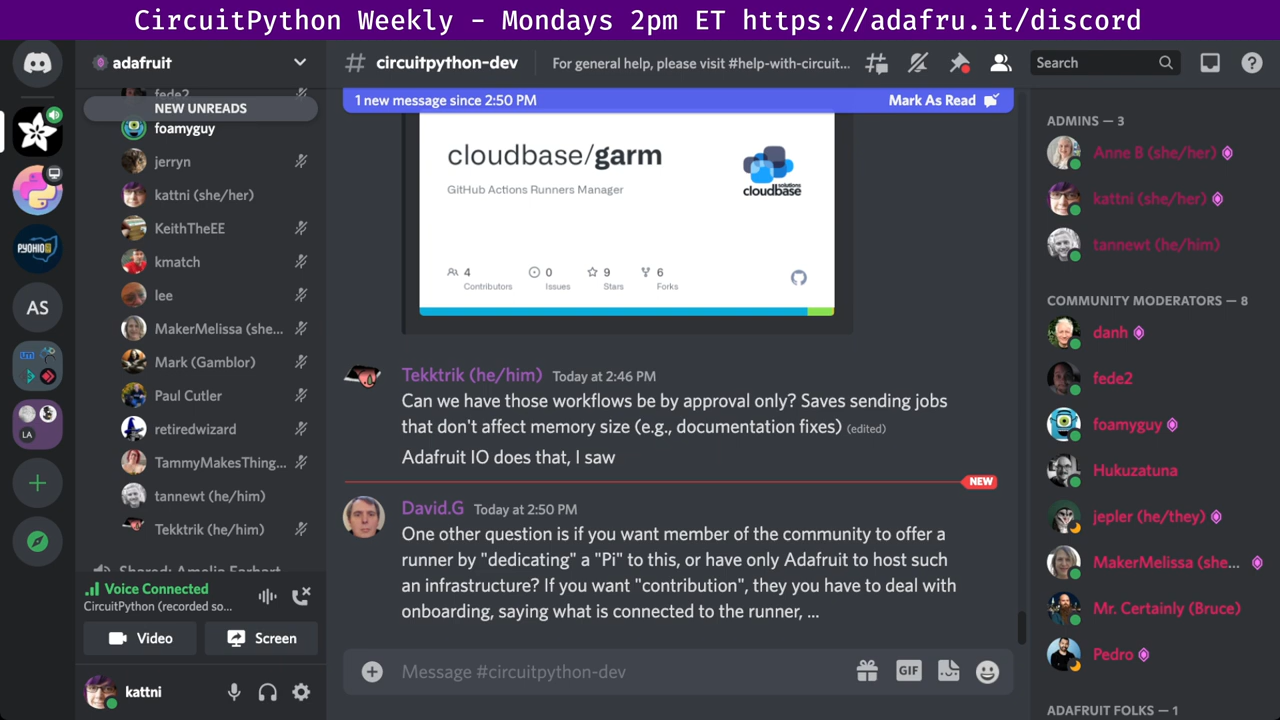 CircuitPython Weekly - Mondays 2pm ET https://adafru.it/discord
adafruit
fede2
NEW UNREADS
foamyguy
jerryn
kattni (she/her)
KeithTheEE
kmatch
lee
MakerMelissa (she...
Mark (Gamblor)
Paul Cutler
retiredwizard
TammyMakesThing...
tannewt (he/him)
Tekktrik (he/him)
Shared: Amelia Earhart
Voice Connected
CircuitPython (recorded so...
Video
Screen
kattni
PYOHIO
AS
LA
# circuitpython-dev
For general help, please visit #help-with-circuit...
Search
1 new message since 2:50 PM
Mark As Read
cloudbase/garm
GitHub Actions Runners Manager
cloudbase
solutions
4
Contributors
0
Issues
9
Stars
6
Forks
Tekktrik (he/him) Today at 2:46 PM
Can we have those workflows be by approval only? Saves sending jobs
that don't affect memory size (e.g., documentation fixes) (edited)
Adafruit IO does that, I saw
NEW
David.G Today at 2:50 PM
One other question is if you want member of the community to offer a
runner by "dedicating" a "Pi" to this, or have only Adafruit to host such
an infrastructure? If you want "contribution", they you have to deal with
onboarding, saying what is connected to the runner, ...
Message #circuitpython-dev
GIF
ADMINS — 3
Anne B (she/her)
kattni (she/her)
tannewt (he/him)
COMMUNITY MODERATORS — 8
danh
fede2
foamyguy
Hukuzatuna
jepler (he/they)
MakerMelissa (she...
Mr. Certainly (Bruce)
Pedro
ADAFRUIT FOLKS — 1